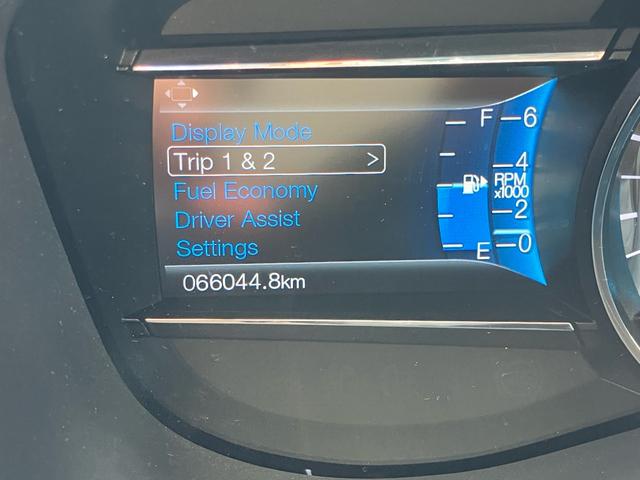 Display Mode
Trip 1 & 2 >
Fuel Economy
Driver Assist
Settings
066044.8km
F 6
4
RPM
x1000
2
E 0